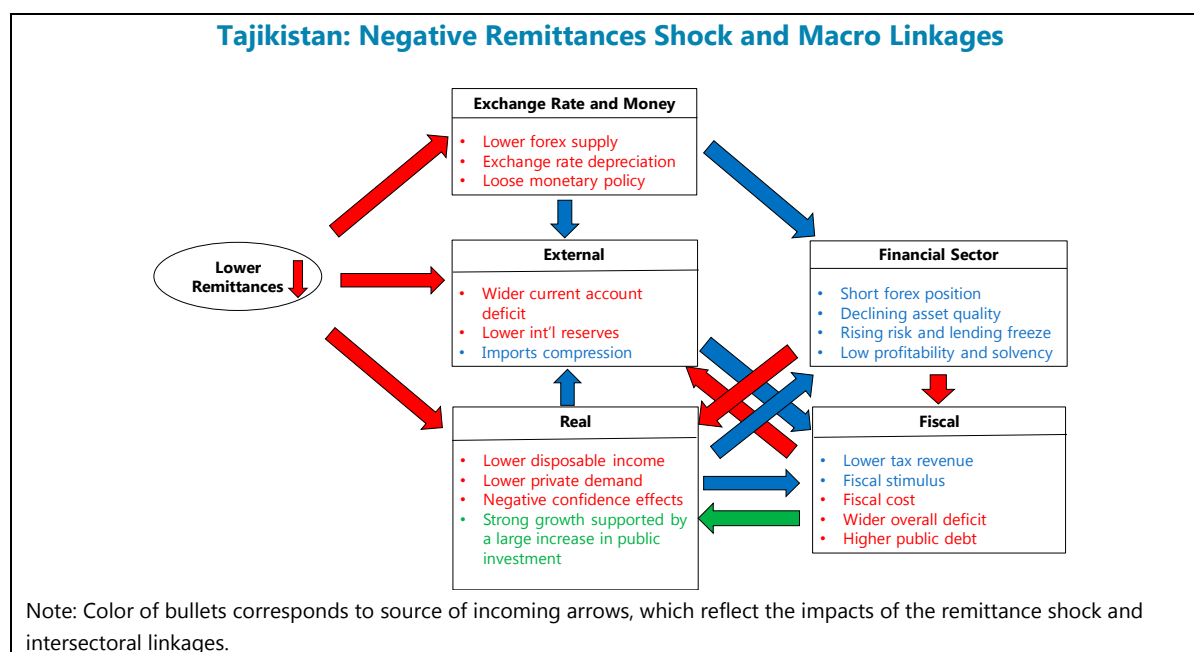 Tajikistan: Negative Remittances Shock and Macro Linkages
Exchange Rate and Money
• Lower forex supply
• Exchange rate depreciation
• Loose monetary policy
Lower
Remittances
External
• Wider current account
deficit
• Lower int'l reserves
• Imports compression
Financial Sector
• Short forex position
• Declining asset quality
• Rising risk and lending freeze
• Low profitability and solvency
Real
• Lower disposable income
• Lower private demand
• Negative confidence effects
• Strong growth supported by
a large increase in public
investment
Fiscal
• Lower tax revenue
• Fiscal stimulus
• Fiscal cost
• Wider overall deficit
• Higher public debt
Note: Color of bullets corresponds to source of incoming arrows, which reflect the impacts of the remittance shock and
intersectoral linkages.